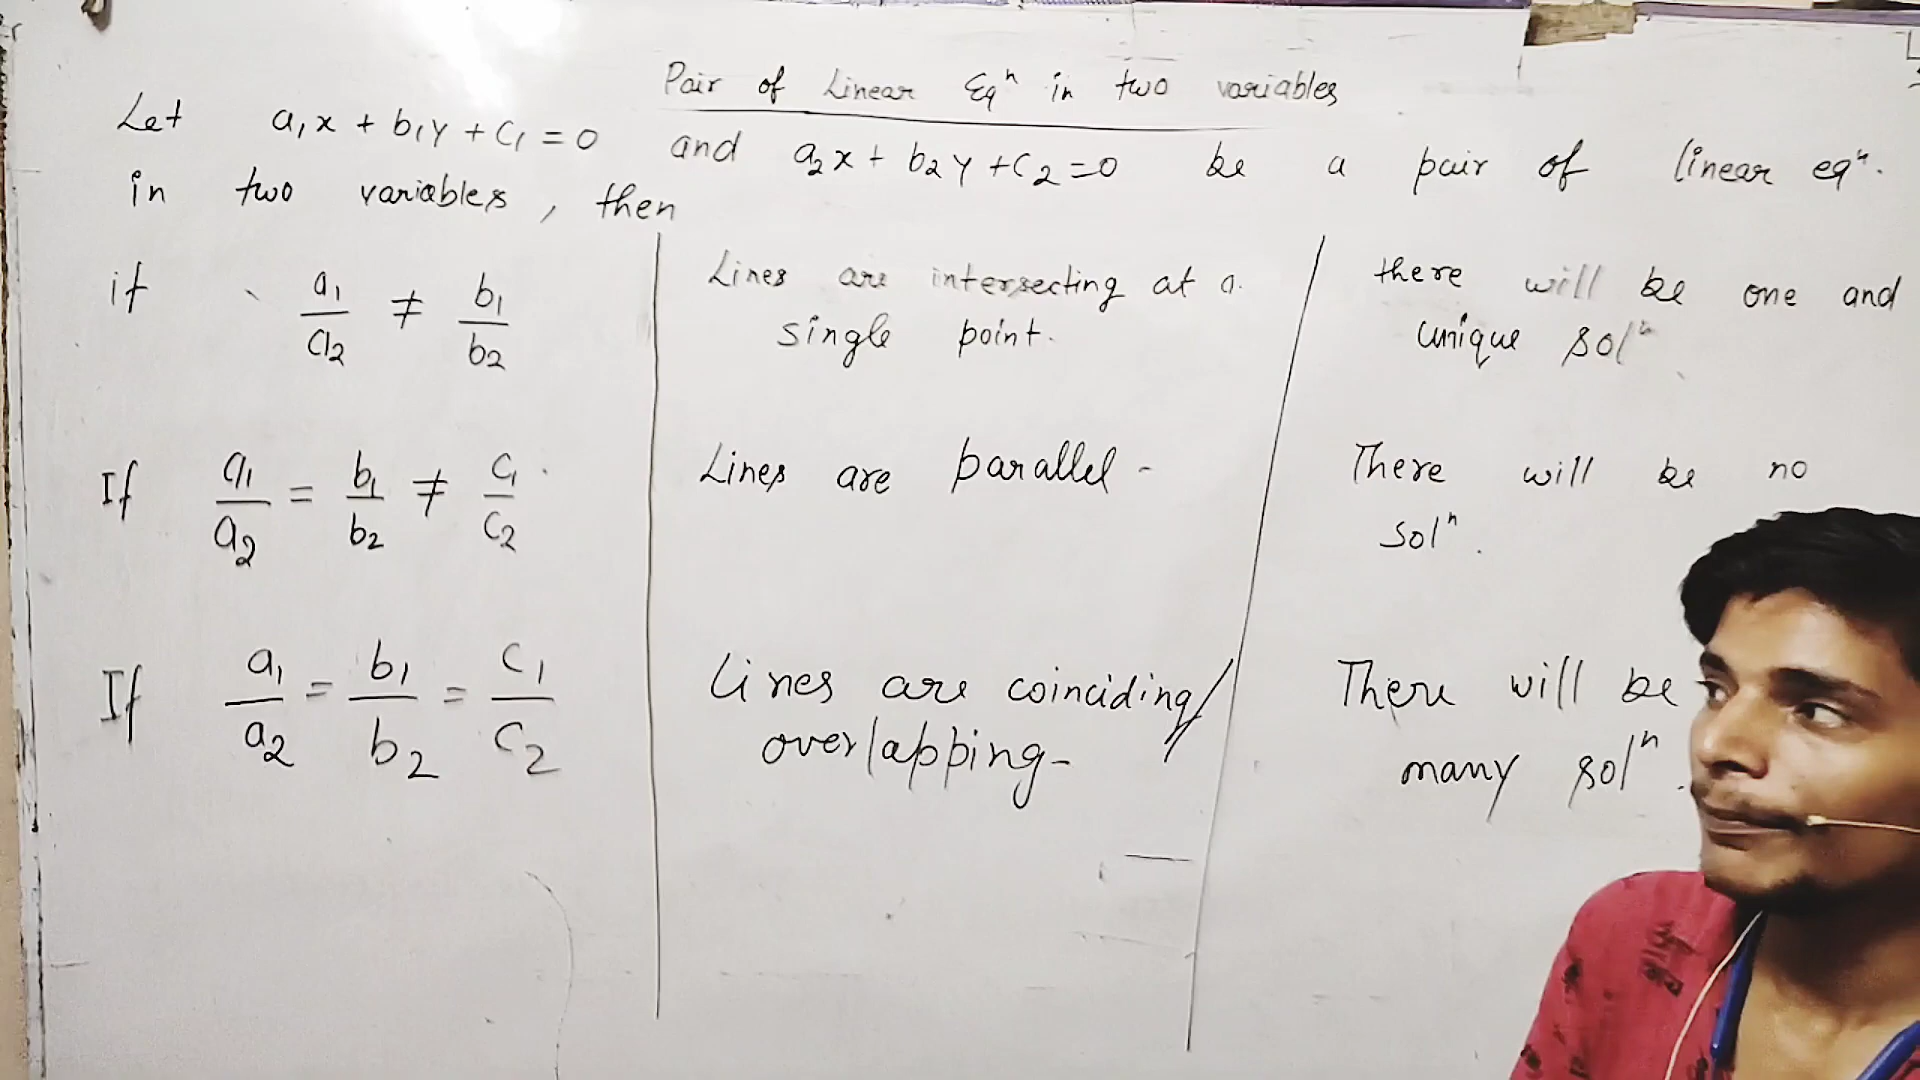 Pair of Linear Eqⁿ in two variables
Let a₁x + b₁y + c₁ = 0 and a₂x + b₂y + c₂ = 0 be a pair of linear eqⁿ.
in two variables, then
if a₁/a₂ ≠ b₁/b₂
Lines are intersecting at a
single point.
there will be one and
unique solⁿ
If a₁/a₂ = b₁/b₂ ≠ c₁/c₂
Lines are parallel -
There will be no
solⁿ.
If a₁/a₂ = b₁/b₂ = c₁/c₂
Lines are coinciding/
overlapping -
There will be
many solⁿ.